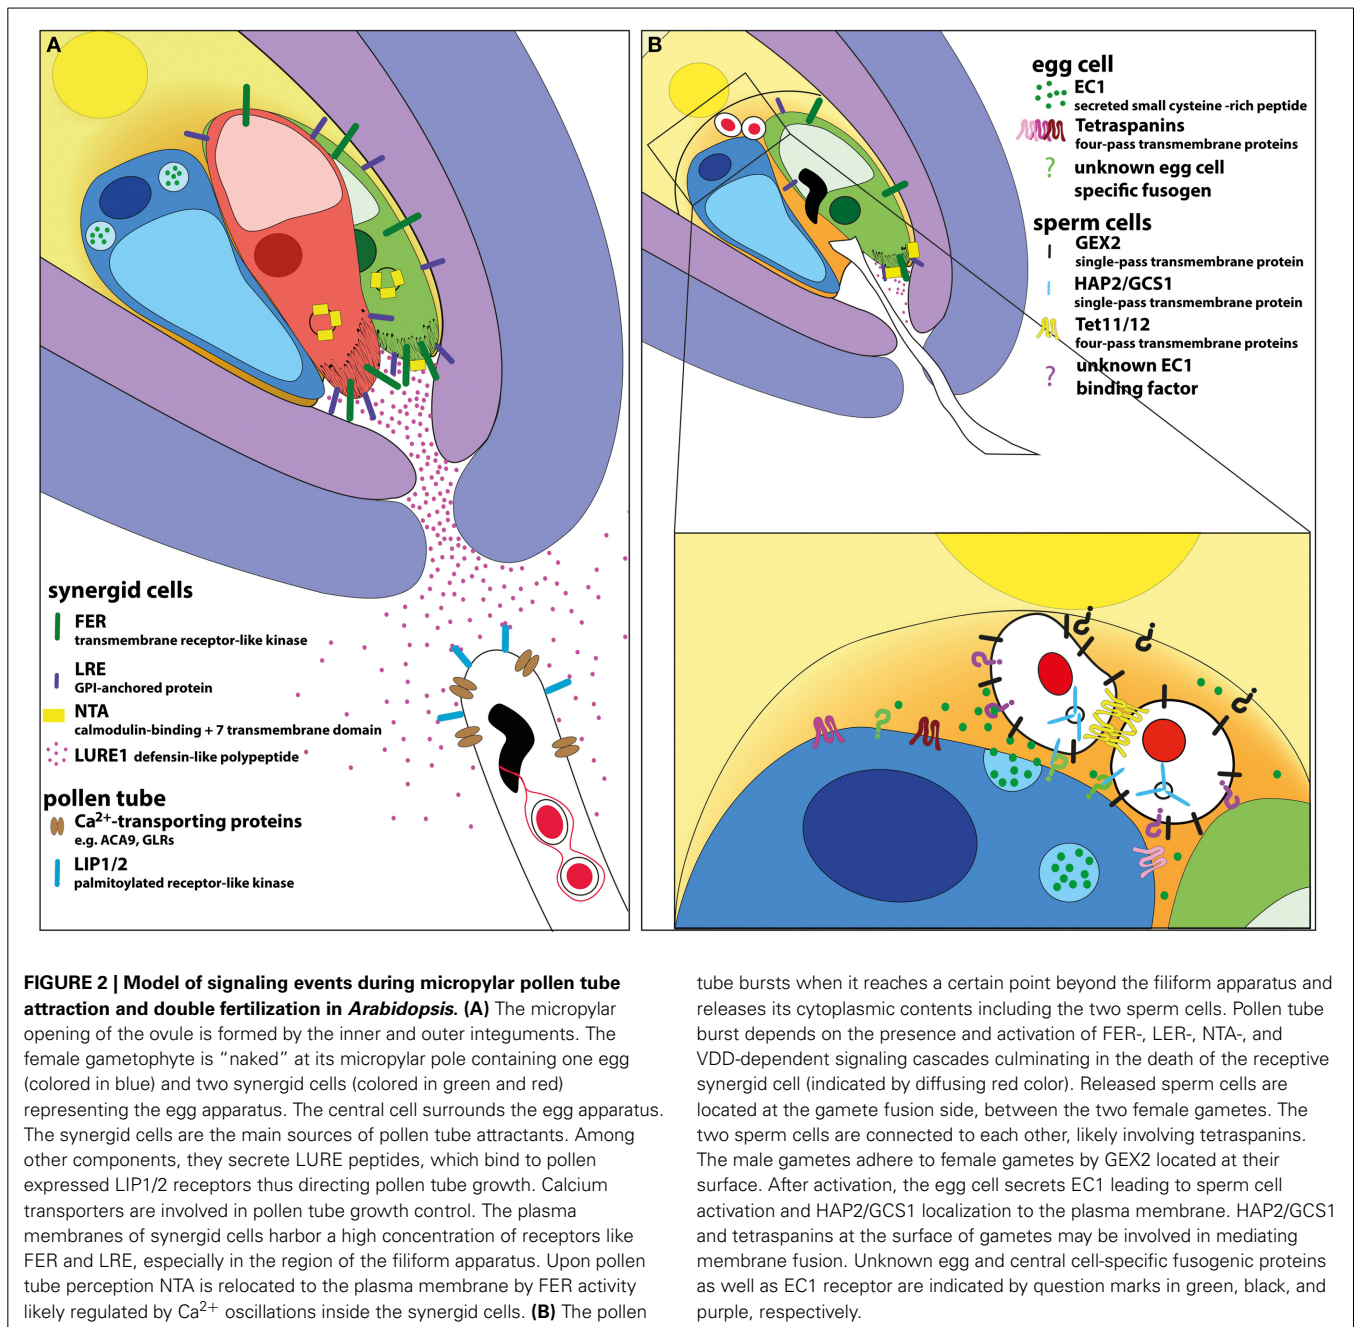 A
synergid cells
FER
transmembrane receptor-like kinase
LRE
GPI-anchored protein
NTA
calmodulin-binding + 7 transmembrane domain
LURE1 defensin-like polypeptide
pollen tube
Ca2+-transporting proteins
e.g. ACA9, GLRs
LIP1/2
palmitoylated receptor-like kinase
B
egg cell
EC1
secreted small cysteine -rich peptide
Tetraspanins
four-pass transmembrane proteins
?
unknown egg cell
specific fusogen
sperm cells
GEX2
single-pass transmembrane protein
HAP2/GCS1
single-pass transmembrane protein
Tet11/12
four-pass transmembrane proteins
?
unknown EC1
binding factor
? ? ? ? ? ? ? ? ?
FIGURE 2 | Model of signaling events during micropylar pollen tube
attraction and double fertilization in Arabidopsis. (A) The micropylar
opening of the ovule is formed by the inner and outer integuments. The
female gametophyte is “naked” at its micropylar pole containing one egg
(colored in blue) and two synergid cells (colored in green and red)
representing the egg apparatus. The central cell surrounds the egg apparatus.
The synergid cells are the main sources of pollen tube attractants. Among
other components, they secrete LURE peptides, which bind to pollen
expressed LIP1/2 receptors thus directing pollen tube growth. Calcium
transporters are involved in pollen tube growth control. The plasma
membranes of synergid cells harbor a high concentration of receptors like
FER and LRE, especially in the region of the filiform apparatus. Upon pollen
tube perception NTA is relocated to the plasma membrane by FER activity
likely regulated by Ca2+ oscillations inside the synergid cells. (B) The pollen
tube bursts when it reaches a certain point beyond the filiform apparatus and
releases its cytoplasmic contents including the two sperm cells. Pollen tube
burst depends on the presence and activation of FER-, LER-, NTA-, and
VDD-dependent signaling cascades culminating in the death of the receptive
synergid cell (indicated by diffusing red color). Released sperm cells are
located at the gamete fusion side, between the two female gametes. The
two sperm cells are connected to each other, likely involving tetraspanins.
The male gametes adhere to female gametes by GEX2 located at their
surface. After activation, the egg cell secrets EC1 leading to sperm cell
activation and HAP2/GCS1 localization to the plasma membrane. HAP2/GCS1
and tetraspanins at the surface of gametes may be involved in mediating
membrane fusion. Unknown egg and central cell-specific fusogenic proteins
as well as EC1 receptor are indicated by question marks in green, black, and
purple, respectively.